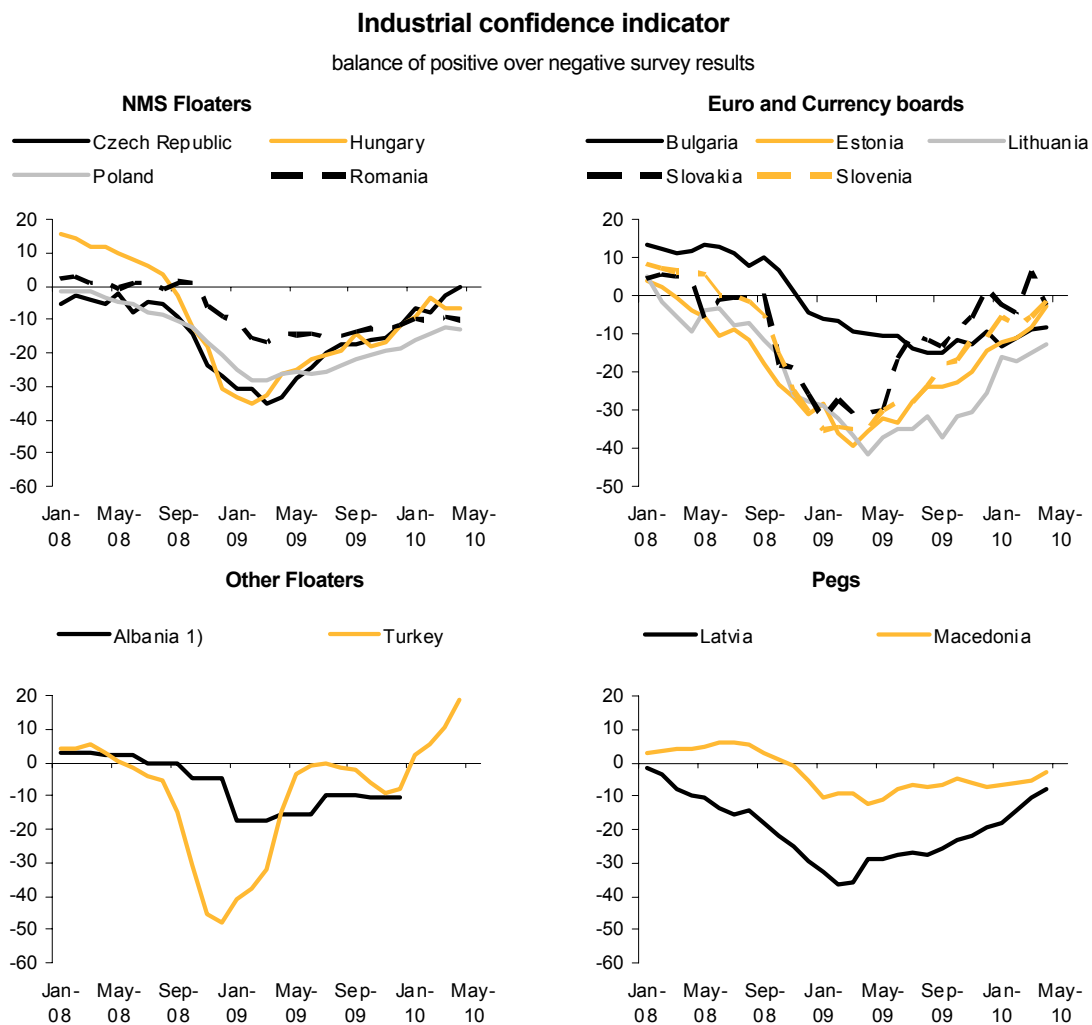 Industrial confidence indicator
balance of positive over negative survey results
NMS Floaters
Czech Republic Hungary
Poland Romania
20
10
0
-10
-20
-30
-40
-50
-60
Jan-08 May-08 Sep-08 Jan-09 May-09 Sep-09 Jan-10 May-10
Euro and Currency boards
Bulgaria Estonia Lithuania
Slovakia Slovenia
20
10
0
-10
-20
-30
-40
-50
Jan-08 May-08 Sep-08 Jan-09 May-09 Sep-09 Jan-10 May-10
Other Floaters
Albania 1) Turkey
20
10
0
-10
-20
-30
-40
-50
-60
Jan-08 May-08 Sep-08 Jan-09 May-09 Sep-09 Jan-10 May-10
Pegs
Latvia Macedonia
20
10
0
-10
-20
-30
-40
-50
-60
Jan-08 May-08 Sep-08 Jan-09 May-09 Sep-09 Jan-10 May-10